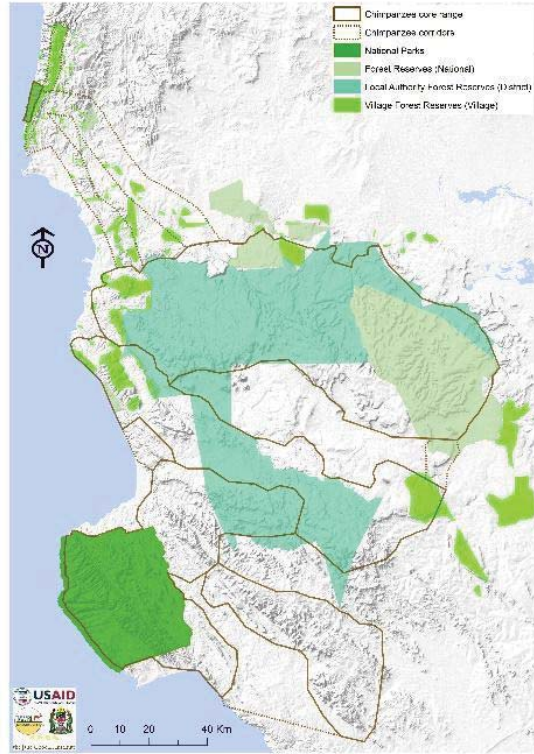 Chimpanzee core range
Chimpanzee corridors
National Parks
Forest Reserves (National)
Local Authority Forest Reserves (District)
Village Forest Reserves (Village)
N
USAID
0 10 20 40 Km